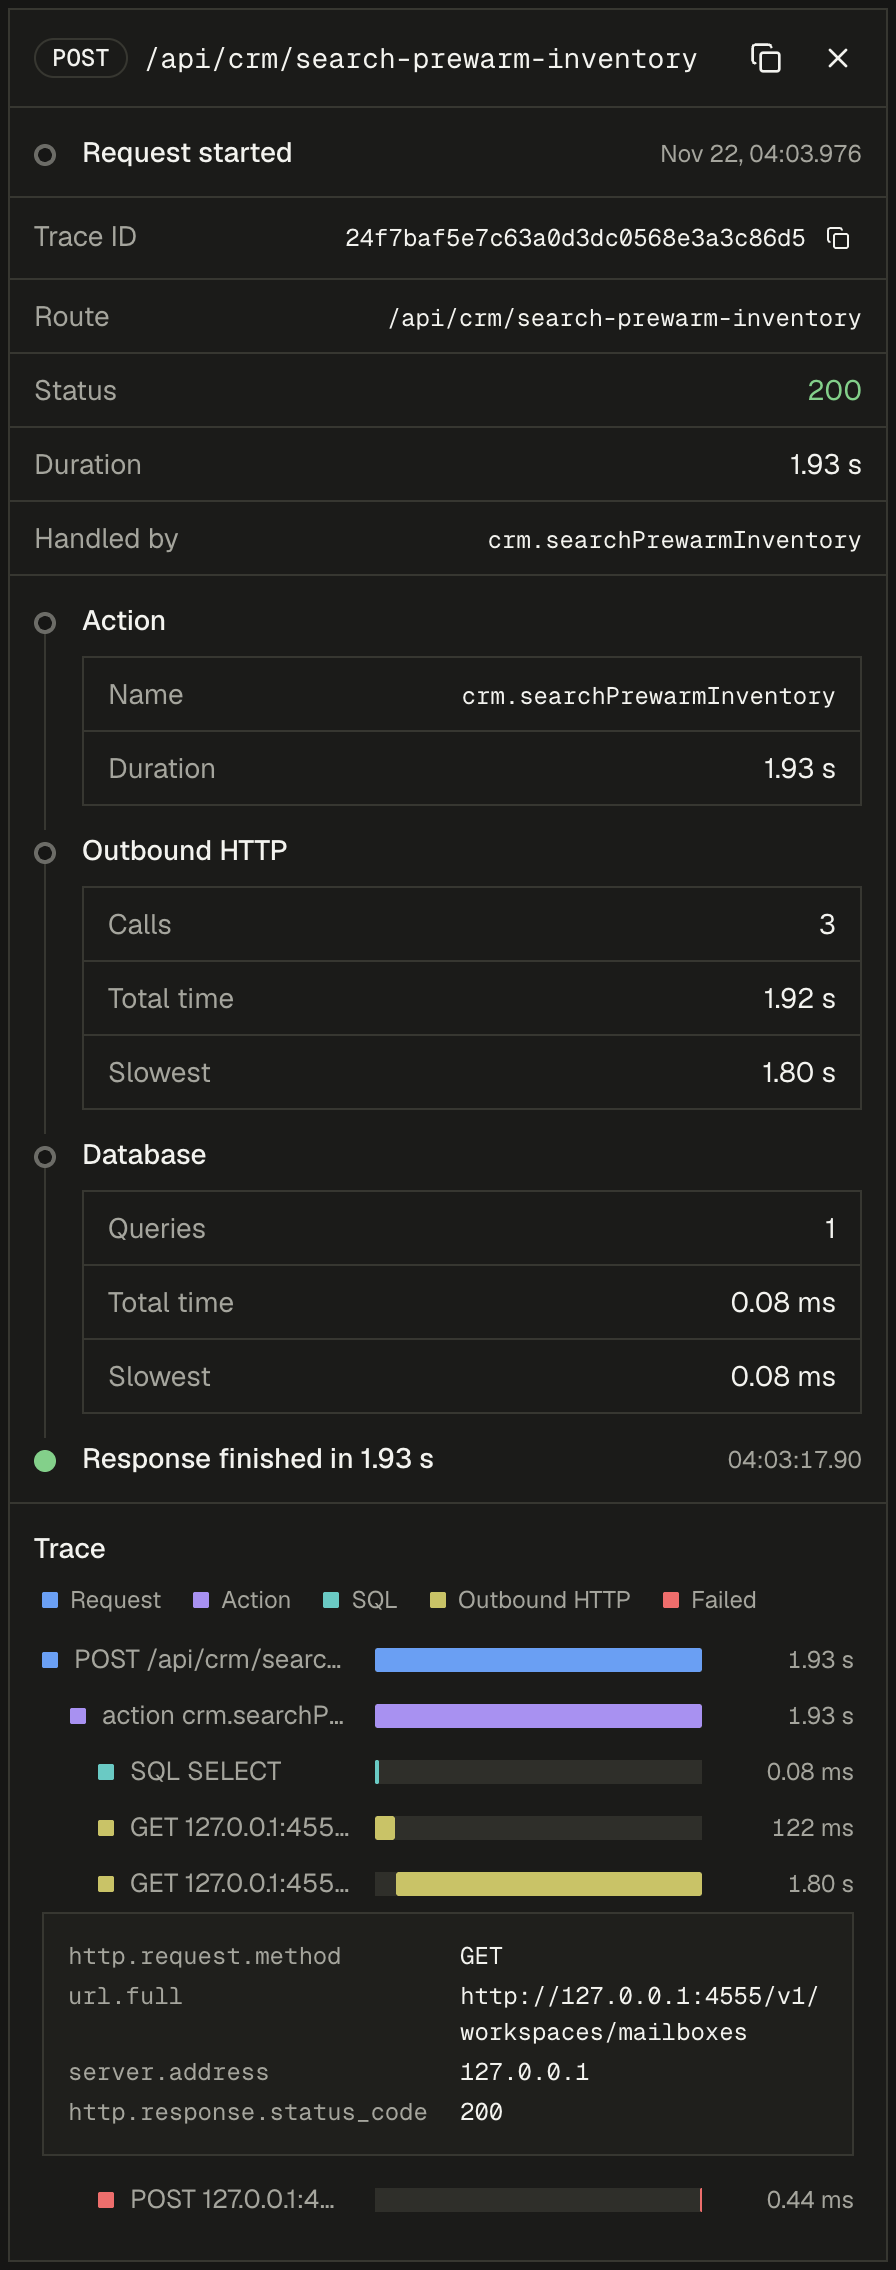 POST /api/crm/search-prewarm-inventory
Request started Nov 22, 04:03.976
Trace ID 24f7baf5e7c63a0d3dc0568e3a3c86d5
Route /api/crm/search-prewarm-inventory
Status 200
Duration 1.93 s
Handled by crm.searchPrewarmInventory
Action
Name crm.searchPrewarmInventory
Duration 1.93 s
Outbound HTTP
Calls 3
Total time 1.92 s
Slowest 1.80 s
Database
Queries 1
Total time 0.08 ms
Slowest 0.08 ms
Response finished in 1.93 s 04:03:17.90
Trace
Request Action SQL Outbound HTTP Failed
POST /api/crm/searc... 1.93 s
action crm.searchP... 1.93 s
SQL SELECT 0.08 ms
GET 127.0.0.1:455... 122 ms
GET 127.0.0.1:455... 1.80 s
http.request.method GET
url.full http://127.0.0.1:4555/v1/
workspaces/mailboxes
server.address 127.0.0.1
http.response.status_code 200
POST 127.0.0.1:4... 0.44 ms